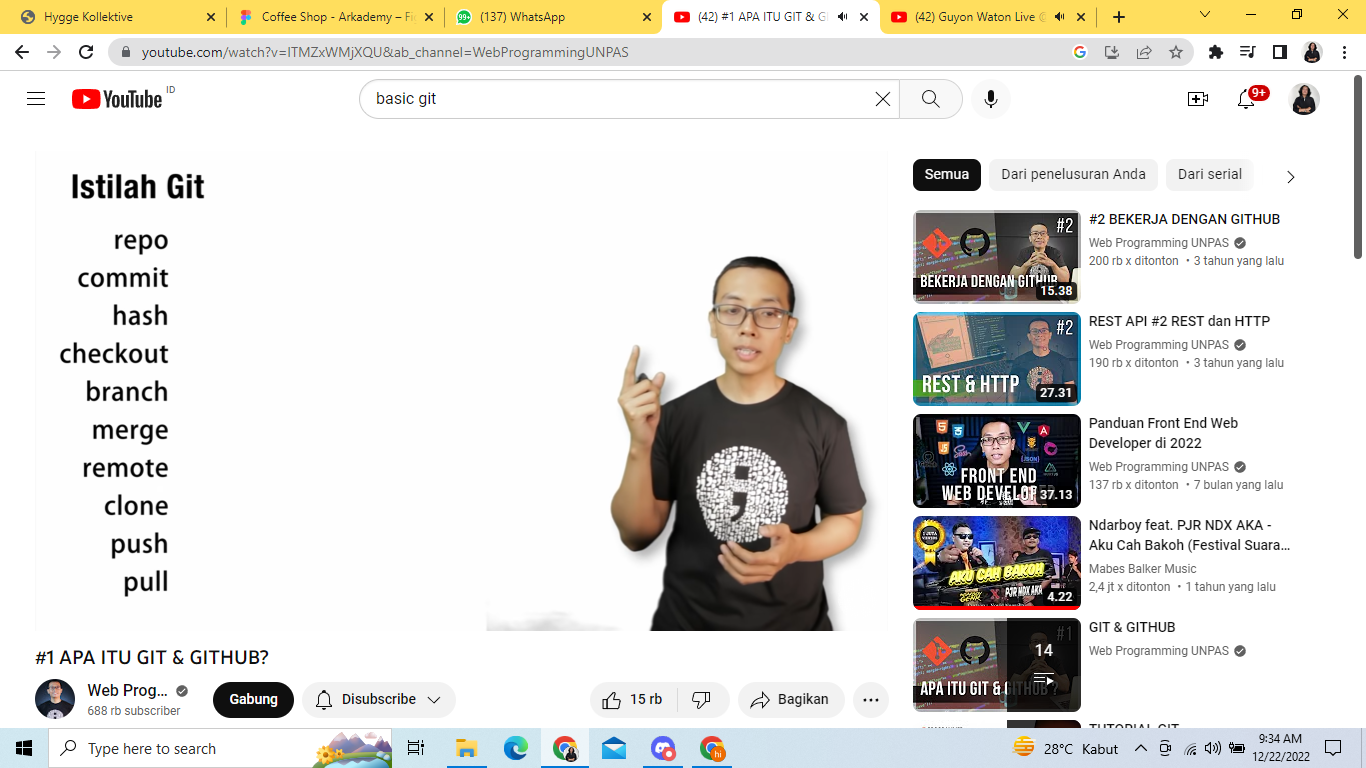 Hygge Kollektive
Coffee Shop - Arkademy – Fi
99+
(137) WhatsApp
(42) #1 APA ITU GIT & G
(42) Guyon Waton Live
youtube.com/watch?v=ITMZxWMjXQU&ab_channel=WebProgrammingUNPAS
YouTube ID
basic git
9+
Istilah Git
repo
commit
hash
checkout
branch
merge
remote
clone
push
pull
#1 APA ITU GIT & GITHUB?
Web Prog...
688 rb subscriber
Gabung
Disubscribe
15 rb
Bagikan
Semua
Dari penelusuran Anda
Dari serial
#2
BEKERJA DENGAN GITHUB
15.38
#2 BEKERJA DENGAN GITHUB
Web Programming UNPAS
200 rb x ditonton • 3 tahun yang lalu
#2
REST & HTTP
27.31
REST API #2 REST dan HTTP
Web Programming UNPAS
190 rb x ditonton • 3 tahun yang lalu
FRONT END
WEB DEVELOPER
37.13
Panduan Front End Web
Developer di 2022
Web Programming UNPAS
137 rb x ditonton • 7 bulan yang lalu
AKU CAH BAKOH
PJR NDX AKA
4.22
Ndarboy feat. PJR NDX AKA -
Aku Cah Bakoh (Festival Suara...
Mabes Balker Music
2,4 jt x ditonton • 1 tahun yang lalu
#1
14
APA ITU GIT & GITHUB ?
GIT & GITHUB
Web Programming UNPAS
TUTORIAL GIT
Type here to search
hi
28°C Kabut
9:34 AM
12/22/2022